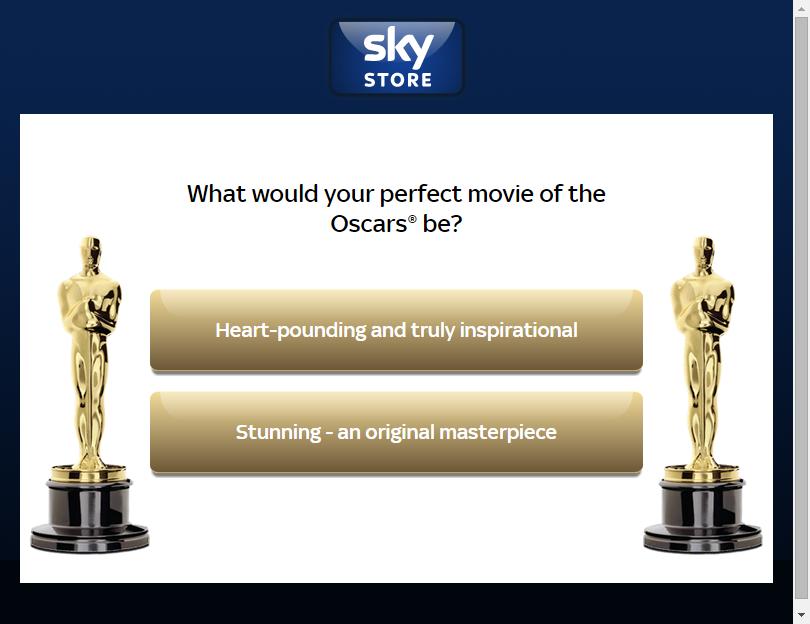 sky
STORE
What would your perfect movie of the
Oscars® be?
Heart-pounding and truly inspirational
Stunning - an original masterpiece